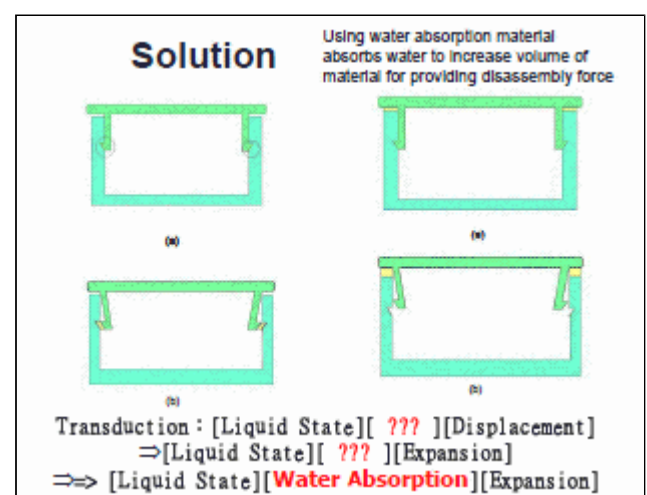 Solution
Using water absorption material
absorbs water to increase volume of
material for providing disassembly force
(a)
(a)
(b)
(b)
Transduction：[Liquid State][ ??? ][Displacement]
⇒[Liquid State][ ??? ][Expansion]
⇒=> [Liquid State][Water Absorption][Expansion]